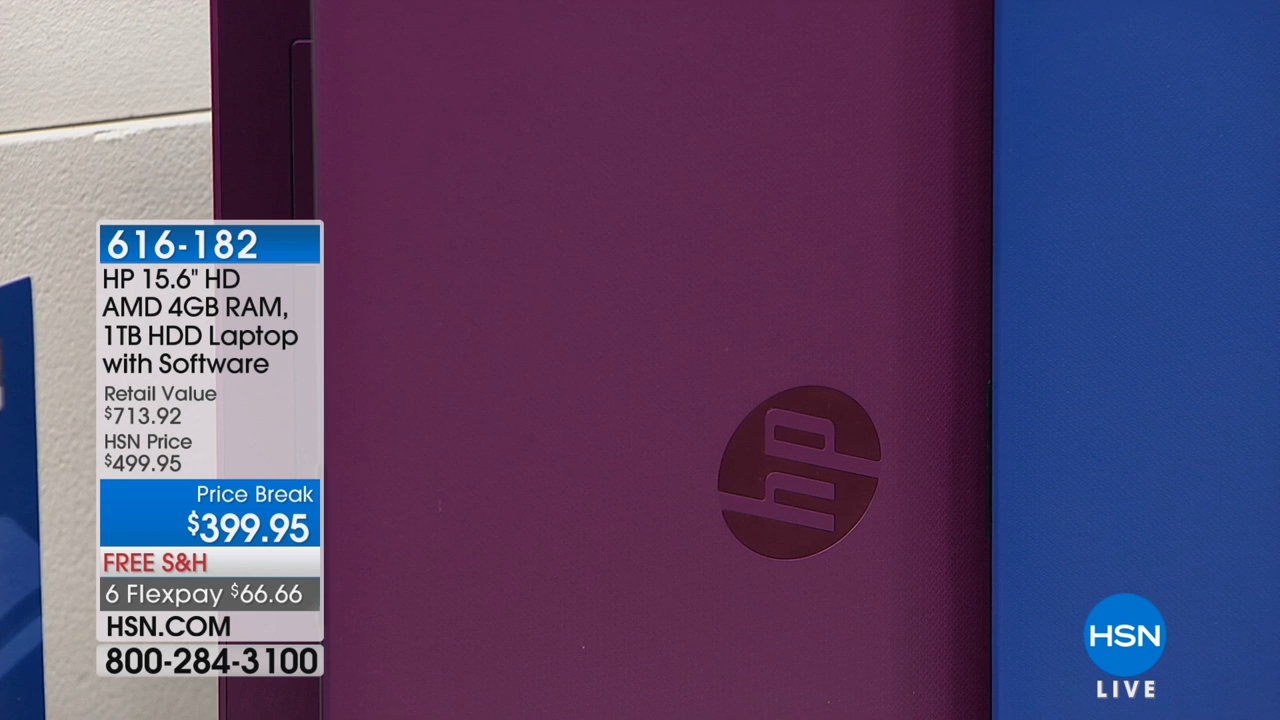 616-182
HP 15.6" HD
AMD 4GB RAM,
1TB HDD Laptop
with Software
Retail Value
$713.92
HSN Price
$499.95
Price Break
$399.95
FREE S&H
6 Flexpay $66.66
HSN.COM
800-284-3100
hp
HSN
LIVE